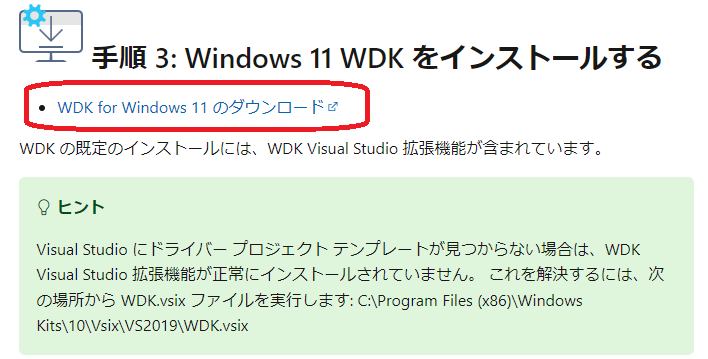 手順 3: Windows 11 WDK をインストールする
• WDK for Windows 11 のダウンロード
WDK の既定のインストールには、WDK Visual Studio 拡張機能が含まれています。
ヒント
Visual Studio にドライバー プロジェクト テンプレートが見つからない場合は、WDK
Visual Studio 拡張機能が正常にインストールされていません。 これを解決するには、次
の場所から WDK.vsix ファイルを実行します: C:\Program Files (x86)\Windows
Kits\10\Vsix\VS2019\WDK.vsix